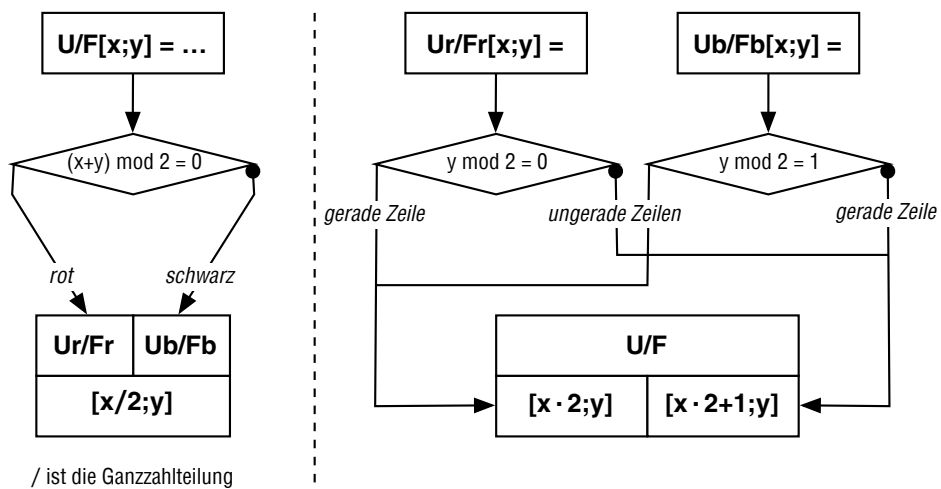 U/F[x;y] = …
(x+y) mod 2 = 0
rot
schwarz
Ur/Fr
Ub/Fb
[x/2;y]
/ ist die Ganzzahlteilung
Ur/Fr[x;y] =
Ub/Fb[x;y] =
y mod 2 = 0
y mod 2 = 1
gerade Zeile
ungerade Zeilen
gerade Zeile
U/F
[x · 2;y]
[x · 2+1;y]